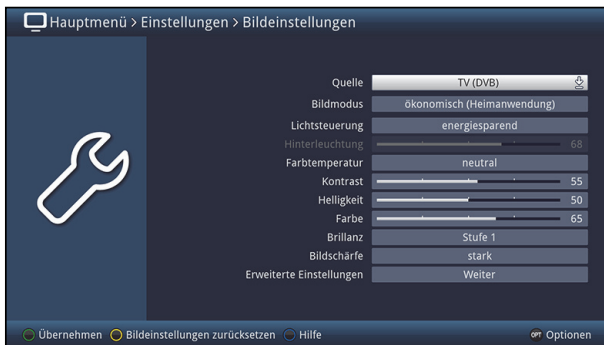 Hauptmenü > Einstellungen > Bildeinstellungen
Quelle TV (DVB)
Bildmodus ökonomisch (Heimanwendung)
Lichtsteuerung energiesparend
Hinterleuchtung 68
Farbtemperatur neutral
Kontrast 55
Helligkeit 50
Farbe 65
Brillanz Stufe 1
Bildschärfe stark
Erweiterte Einstellungen Weiter
Übernehmen Bildeinstellungen zurücksetzen Hilfe OPT Optionen